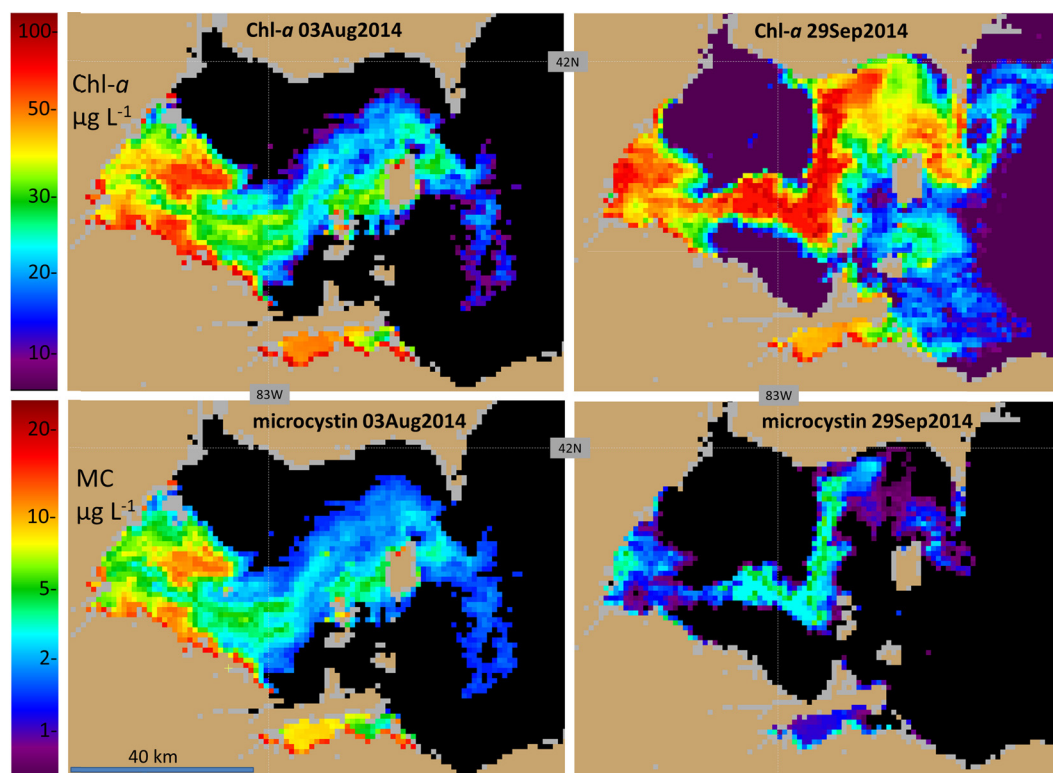 100-
Chl-a
µg L-1
50-
30-
20-
10-
Chl-a 03Aug2014
Chl-a 29Sep2014
42N
83W
83W
20-
MC
µg L-1
10-
5-
2-
1-
microcystin 03Aug2014
microcystin 29Sep2014
42N
40 km